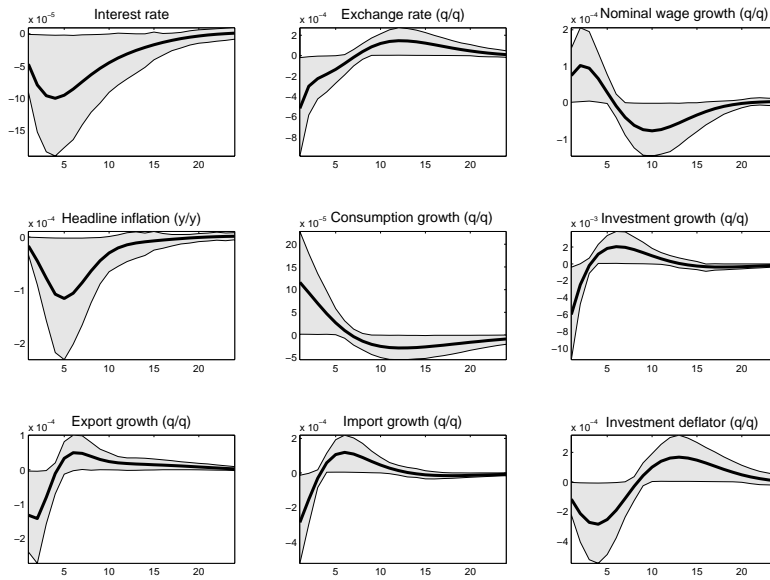 Interest rate
x 10⁻⁵
0
−5
−10
−15
5 10 15 20
Exchange rate (q/q)
x 10⁻⁴
2
0
−2
−4
−6
−8
5 10 15 20
Nominal wage growth (q/q)
x 10⁻⁴
2
1
0
−1
5 10 15 20
Headline inflation (y/y)
x 10⁻⁴
0
−1
−2
5 10 15 20
Consumption growth (q/q)
x 10⁻⁵
20
15
10
5
0
−5
5 10 15 20
Investment growth (q/q)
x 10⁻³
2
0
−2
−4
−6
−8
−10
5 10 15 20
Export growth (q/q)
x 10⁻⁴
1
0
−1
−2
5 10 15 20
Import growth (q/q)
x 10⁻⁴
2
0
−2
−4
5 10 15 20
Investment deflator (q/q)
x 10⁻⁴
2
0
−2
−4
5 10 15 20